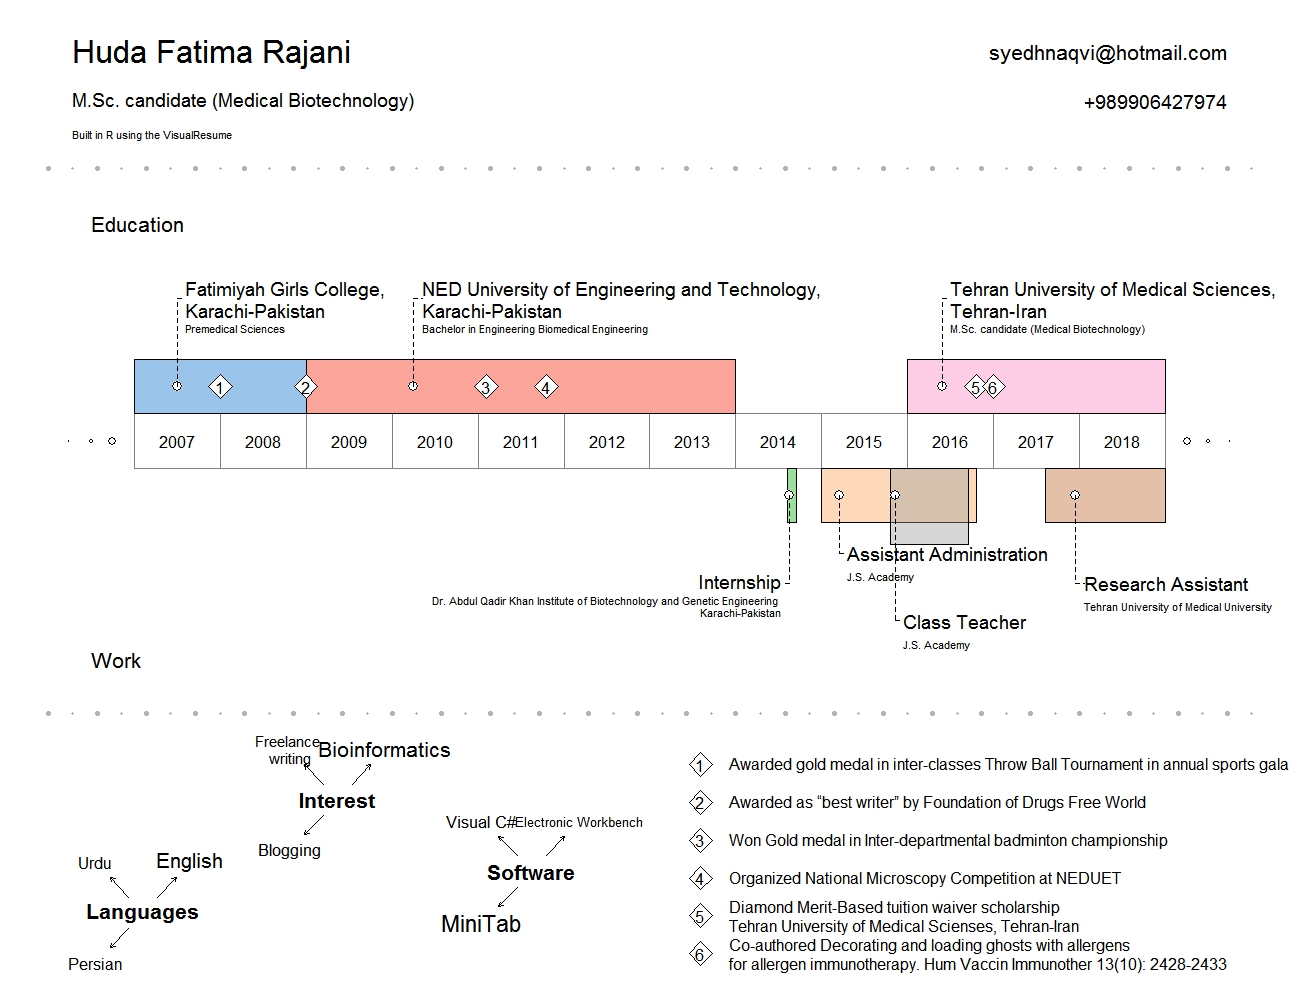 Huda Fatima Rajani
syedhnaqvi@hotmail.com
M.Sc. candidate (Medical Biotechnology)
+989906427974
Built in R using the VisualResume
Education
Fatimiyah Girls College,
Karachi-Pakistan
Premedical Sciences
NED University of Engineering and Technology,
Karachi-Pakistan
Bachelor in Engineering Biomedical Engineering
Tehran University of Medical Sciences,
Tehran-Iran
M.Sc. candidate (Medical Biotechnology)
1 2 3 4 5 6
2007 2008 2009 2010 2011 2012 2013 2014 2015 2016 2017 2018
Assistant Administration
J.S. Academy
Internship
Dr. Abdul Qadir Khan Institute of Biotechnology and Genetic Engineering
Karachi-Pakistan
Research Assistant
Tehran University of Medical University
Class Teacher
J.S. Academy
Work
Freelance
writing
Bioinformatics
Interest
Blogging
Visual C#
Electronic Workbench
Software
MiniTab
Urdu
English
Languages
Persian
1 Awarded gold medal in inter-classes Throw Ball Tournament in annual sports gala
2 Awarded as “best writer” by Foundation of Drugs Free World
3 Won Gold medal in Inter-departmental badminton championship
4 Organized National Microscopy Competition at NEDUET
5 Diamond Merit-Based tuition waiver scholarship
Tehran University of Medical Scienses, Tehran-Iran
6 Co-authored Decorating and loading ghosts with allergens
for allergen immunotherapy. Hum Vaccin Immunother 13(10): 2428-2433